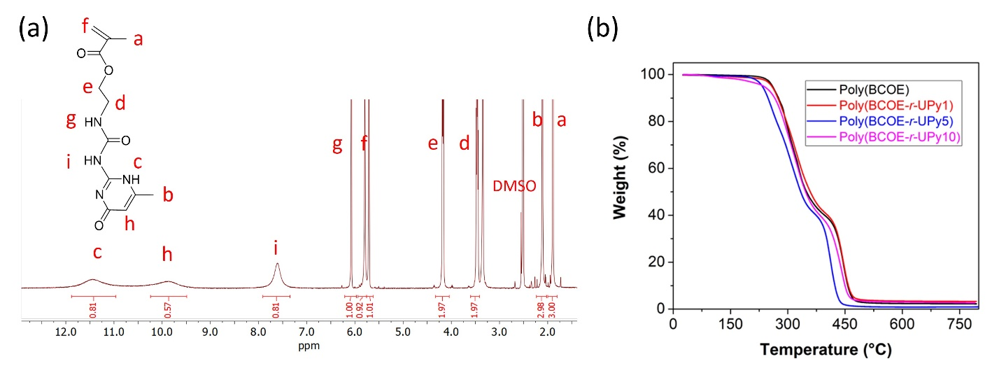 (a)
f
a
O
O
e
d
g
HN
O
i
HN
c
NH
N
b
O
h
c
h
i
g
f
e
d
DMSO
b
a
0.81
0.57
0.81
1.00
0.92
1.01
1.97
1.97
2.98
3.00
12.0 11.0 10.0 9.0 8.0 7.0 6.0 5.0 4.0 3.0 2.0
ppm
(b)
100
80
60
40
20
0
Weight (%)
Poly(BCOE)
Poly(BCOE-r-UPy1)
Poly(BCOE-r-UPy5)
Poly(BCOE-r-UPy10)
0 150 300 450 600 750
Temperature (°C)